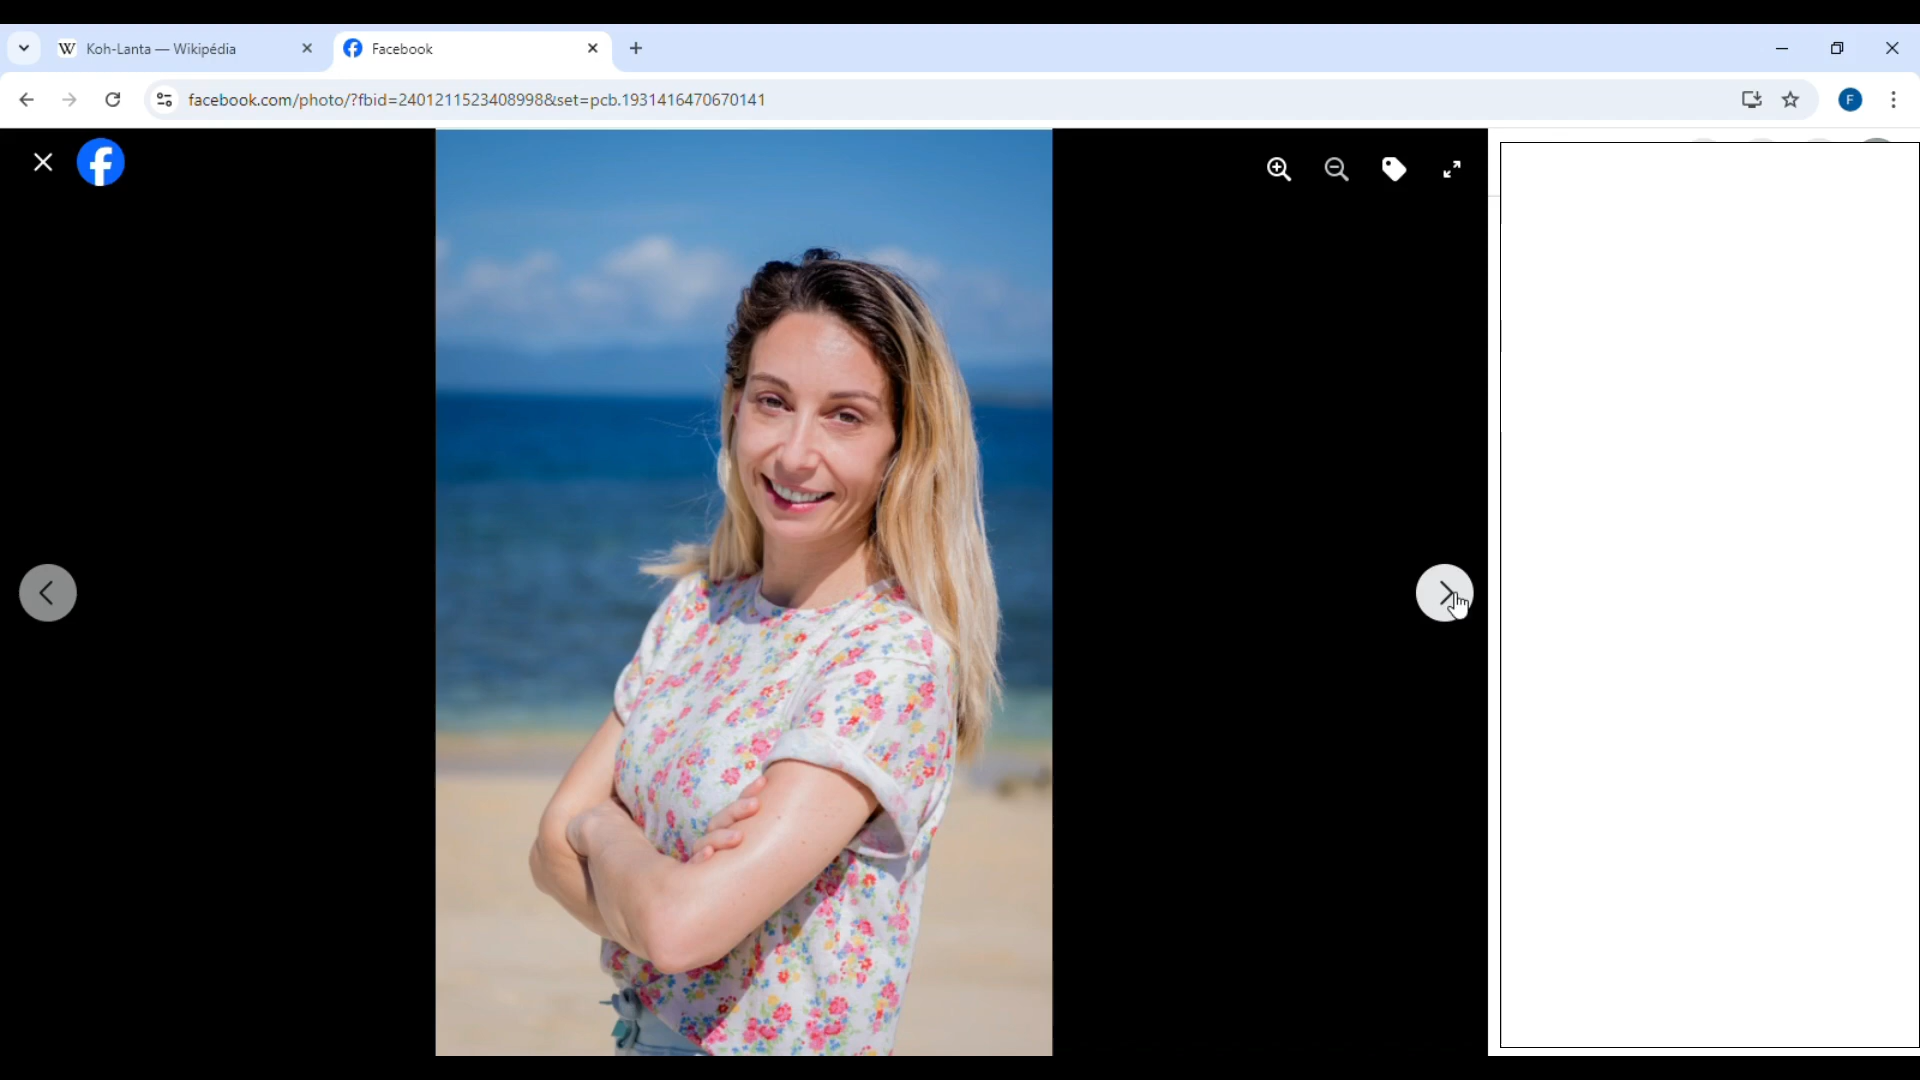 Koh-Lanta — Wikipédia
Facebook
facebook.com/photo/?fbid=2401211523408998&set=pcb.1931416470670141
F